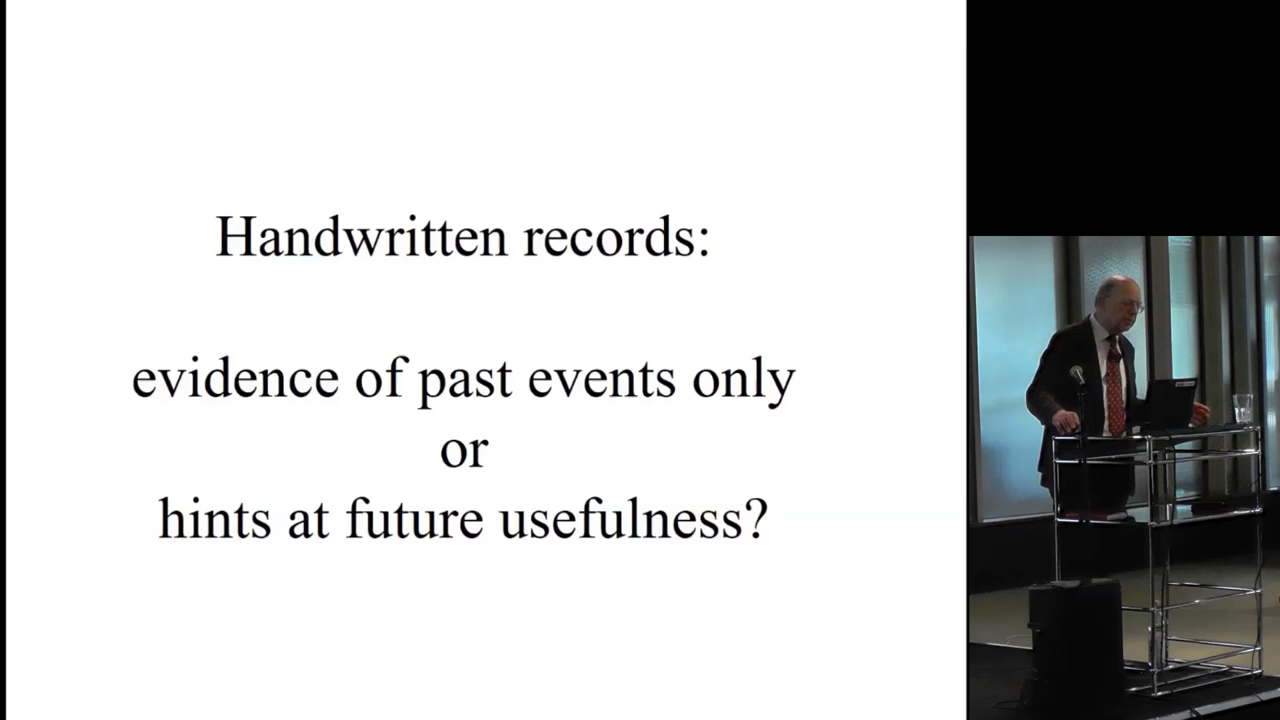 Handwritten records:
evidence of past events only
or
hints at future usefulness?